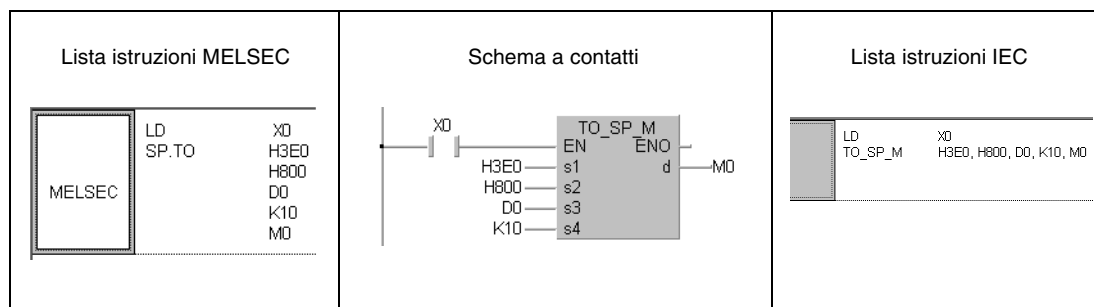 Lista istruzioni MELSEC
MELSEC
LD X0
SP.TO H3E0
H800
D0
K10
M0
Schema a contatti
X0
TO_SP_M
EN ENO
H3E0 s1 d M0
H800 s2
D0 s3
K10 s4
Lista istruzioni IEC
LD X0
TO_SP_M H3E0, H800, D0, K10, M0